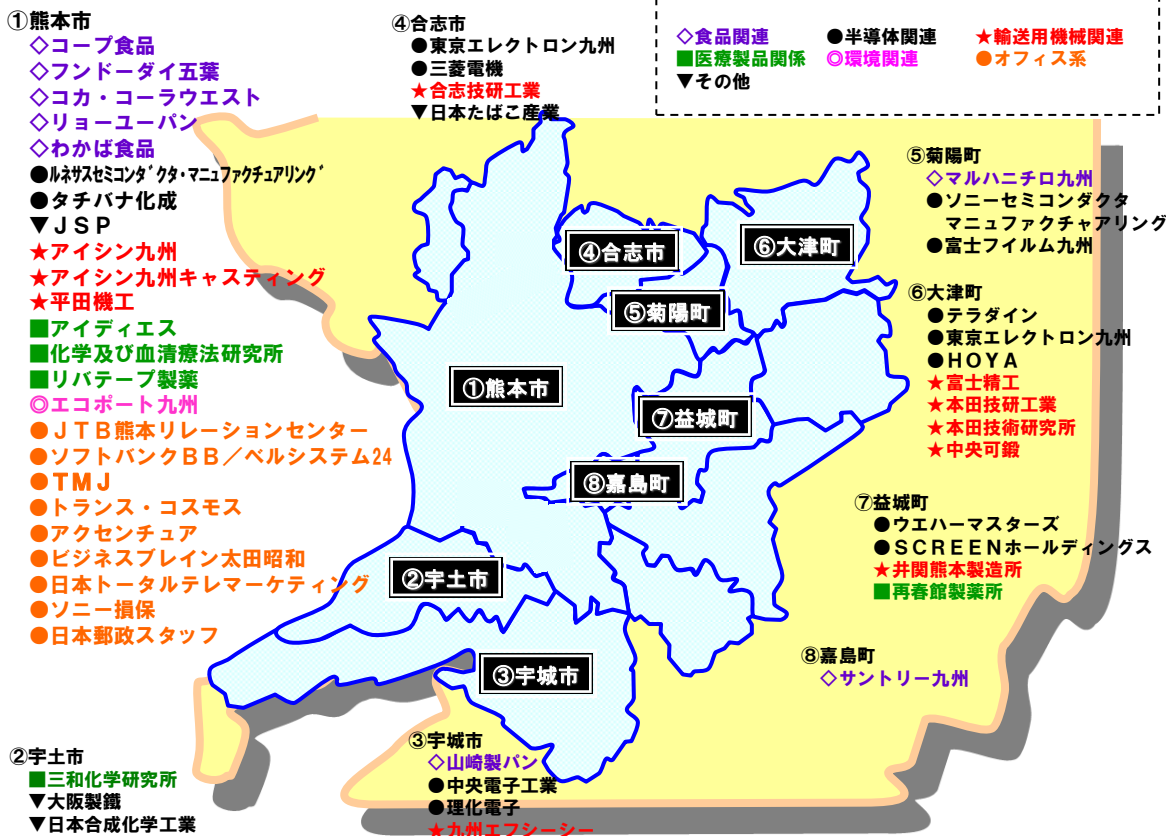 ①熊本市
◇コープ食品
◇フンドーダイ五葉
◇コカ・コーラウエスト
◇リョーユーパン
◇わかば食品
●ルネサスセミコンダクタ・マニュファクチュアリング
●タチバナ化成
▼ＪＳＰ
★アイシン九州
★アイシン九州キャスティング
★平田機工
■アイディエス
■化学及び血清療法研究所
■リバテープ製薬
◎エコポート九州
●ＪＴＢ熊本リレーションセンター
●ソフトバンクＢＢ／ベルシステム24
●ＴＭＪ
●トランス・コスモス
●アクセンチュア
●ビジネスブレイン太田昭和
●日本トータルテレマーケティング
●ソニー損保
●日本郵政スタッフ
②宇土市
■三和化学研究所
▼大阪製鐵
▼日本合成化学工業
③宇城市
◇山崎製パン
●中央電子工業
●理化電子
★九州エフシーシー
④合志市
●東京エレクトロン九州
●三菱電機
★合志技研工業
▼日本たばこ産業
◇食品関連 ●半導体関連 ★輸送用機械関連
■医療製品関係 ◎環境関連 ●オフィス系
▼その他
⑤菊陽町
◇マルハニチロ九州
●ソニーセミコンダクタ
マニュファクチャアリング
●富士フイルム九州
⑥大津町
●テラダイン
●東京エレクトロン九州
●ＨＯＹＡ
★富士精工
★本田技研工業
★本田技術研究所
★中央可鍛
⑦益城町
●ウエハーマスターズ
●ＳＣＲＥＥＮホールディングス
★井関熊本製造所
■再春館製薬所
⑧嘉島町
◇サントリー九州
④合志市
⑥大津町
⑤菊陽町
①熊本市
⑦益城町
⑧嘉島町
②宇土市
③宇城市